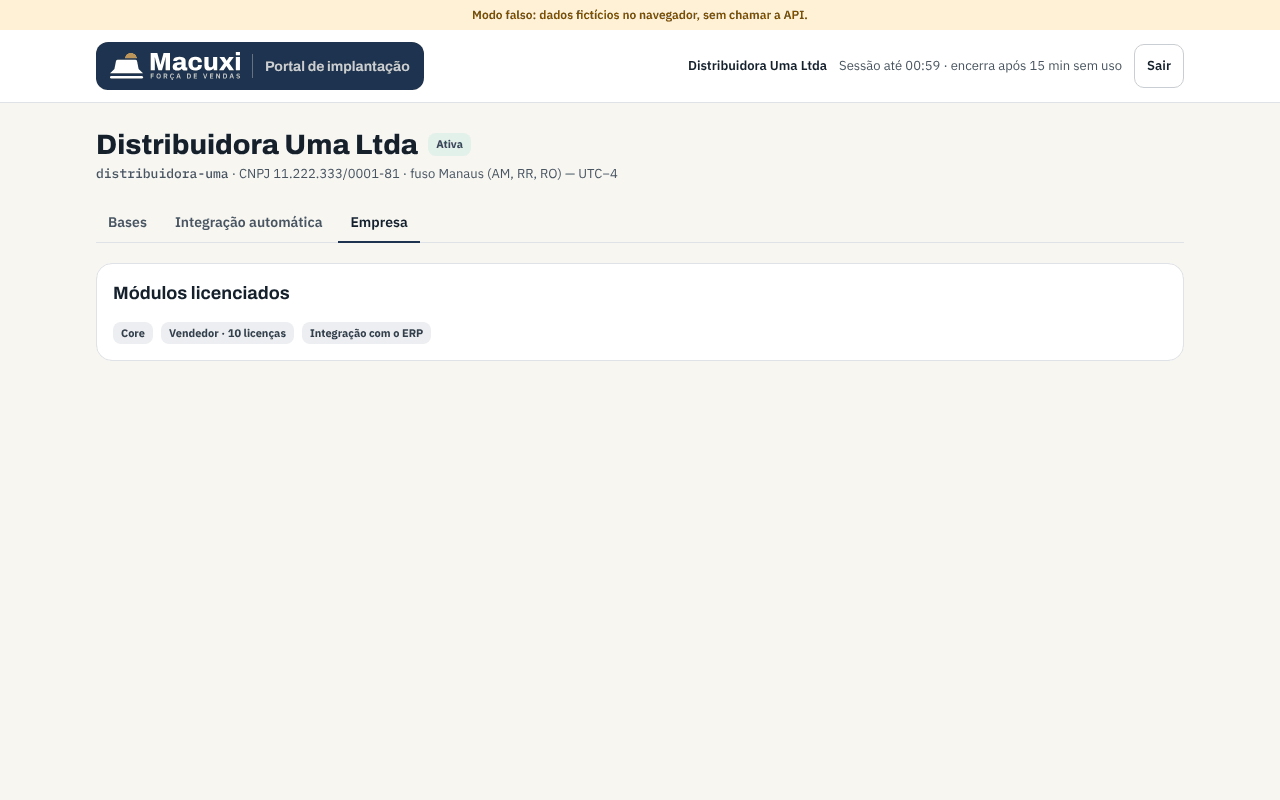 Modo falso: dados fictícios no navegador, sem chamar a API.
Macuxi
FORÇA DE VENDAS
Portal de implantação
Distribuidora Uma Ltda Sessão até 00:59 · encerra após 15 min sem uso Sair
Distribuidora Uma Ltda Ativa
distribuidora-uma · CNPJ 11.222.333/0001-81 · fuso Manaus (AM, RR, RO) — UTC−4
Bases Integração automática Empresa
Módulos licenciados
Core Vendedor · 10 licenças Integração com o ERP